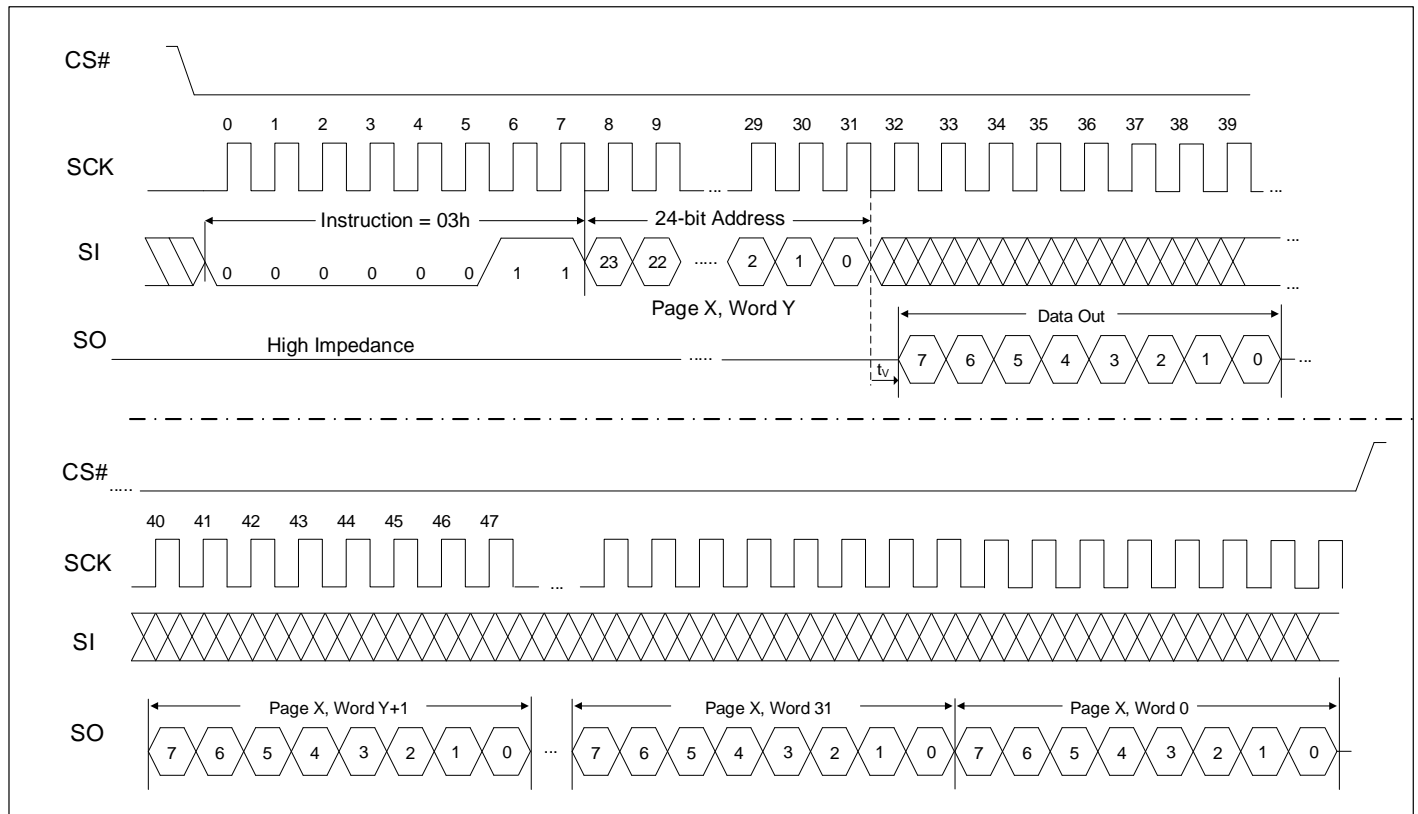 CS#
0 1 2 3 4 5 6 7 8 9 29 30 31 32 33 34 35 36 37 38 39
SCK
... ...
Instruction = 03h 24-bit Address
SI
0 0 0 0 0 0 1 1 23 22 ..... 2 1 0 ... ...
Page X, Word Y
Data Out
SO
High Impedance ..... 7 6 5 4 3 2 1 0 ...
tV
CS#
.....
40 41 42 43 44 45 46 47
SCK
...
SI
Page X, Word Y+1 Page X, Word 31 Page X, Word 0
SO
7 6 5 4 3 2 1 0 ... 7 6 5 4 3 2 1 0 7 6 5 4 3 2 1 0